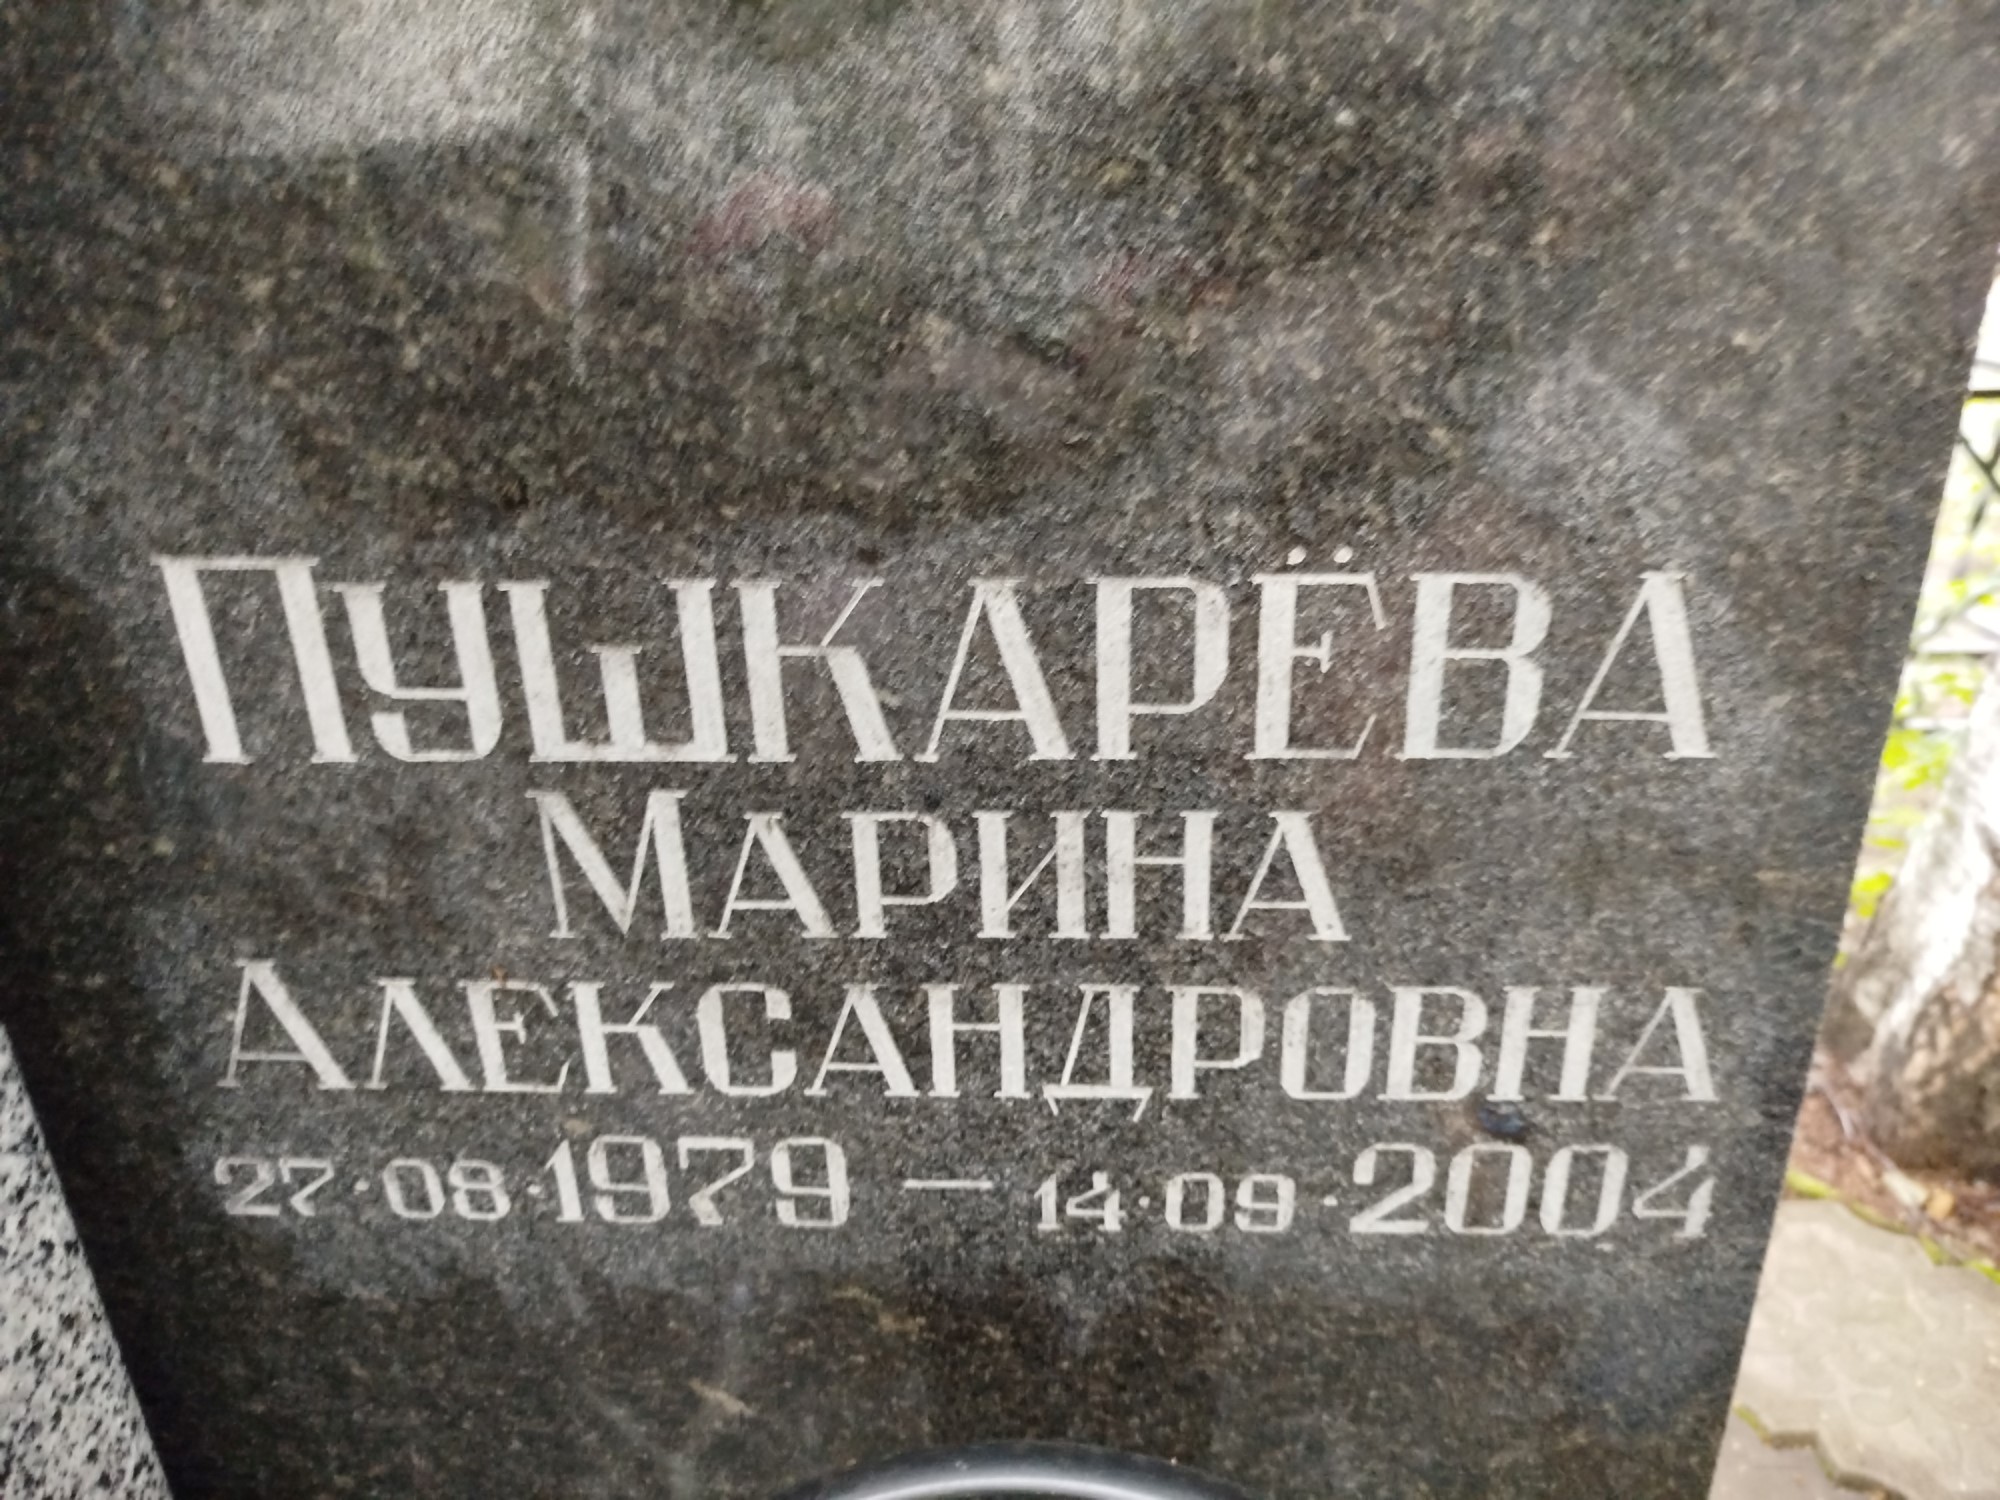 ПУШКАРЁВА
МАРИНА
АЛЕКСАНДРОВНА
27·08·1979 — 14·09·2004